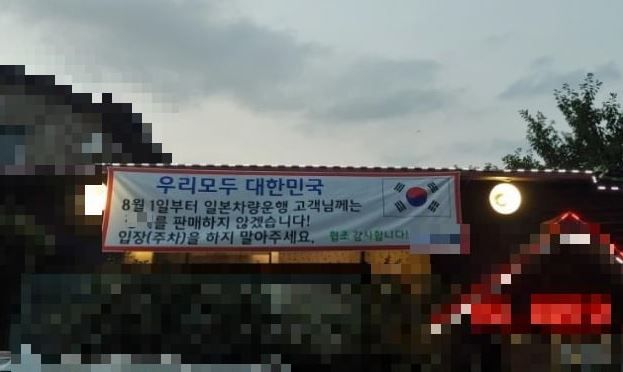 우리모두 대한민국
8월 1일부터 일본차량운행 고객님께는
를 판매하지 않겠습니다!
입장(주차)을 하지 말아주세요. 협조 감사합니다!